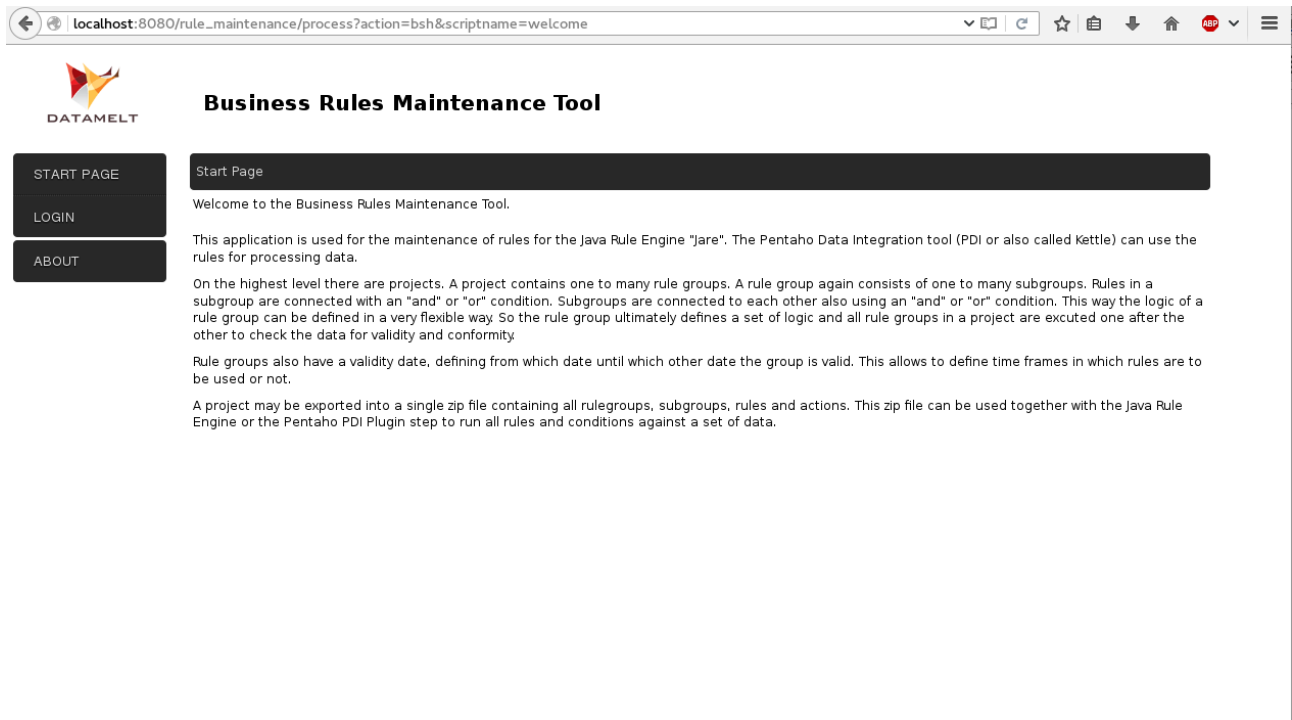 localhost:8080/rule_maintenance/process?action=bsh&scriptname=welcome
ABP
DATAMELT
Business Rules Maintenance Tool
START PAGE
LOGIN
ABOUT
Start Page
Welcome to the Business Rules Maintenance Tool.
This application is used for the maintenance of rules for the Java Rule Engine "Jare". The Pentaho Data Integration tool (PDI or also called Kettle) can use the
rules for processing data.
On the highest level there are projects. A project contains one to many rule groups. A rule group again consists of one to many subgroups. Rules in a
subgroup are connected with an "and" or "or" condition. Subgroups are connected to each other also using an "and" or "or" condition. This way the logic of a
rule group can be defined in a very flexible way. So the rule group ultimately defines a set of logic and all rule groups in a project are excuted one after the
other to check the data for validity and conformity.
Rule groups also have a validity date, defining from which date until which other date the group is valid. This allows to define time frames in which rules are to
be used or not.
A project may be exported into a single zip file containing all rulegroups, subgroups, rules and actions. This zip file can be used together with the Java Rule
Engine or the Pentaho PDI Plugin step to run all rules and conditions against a set of data.